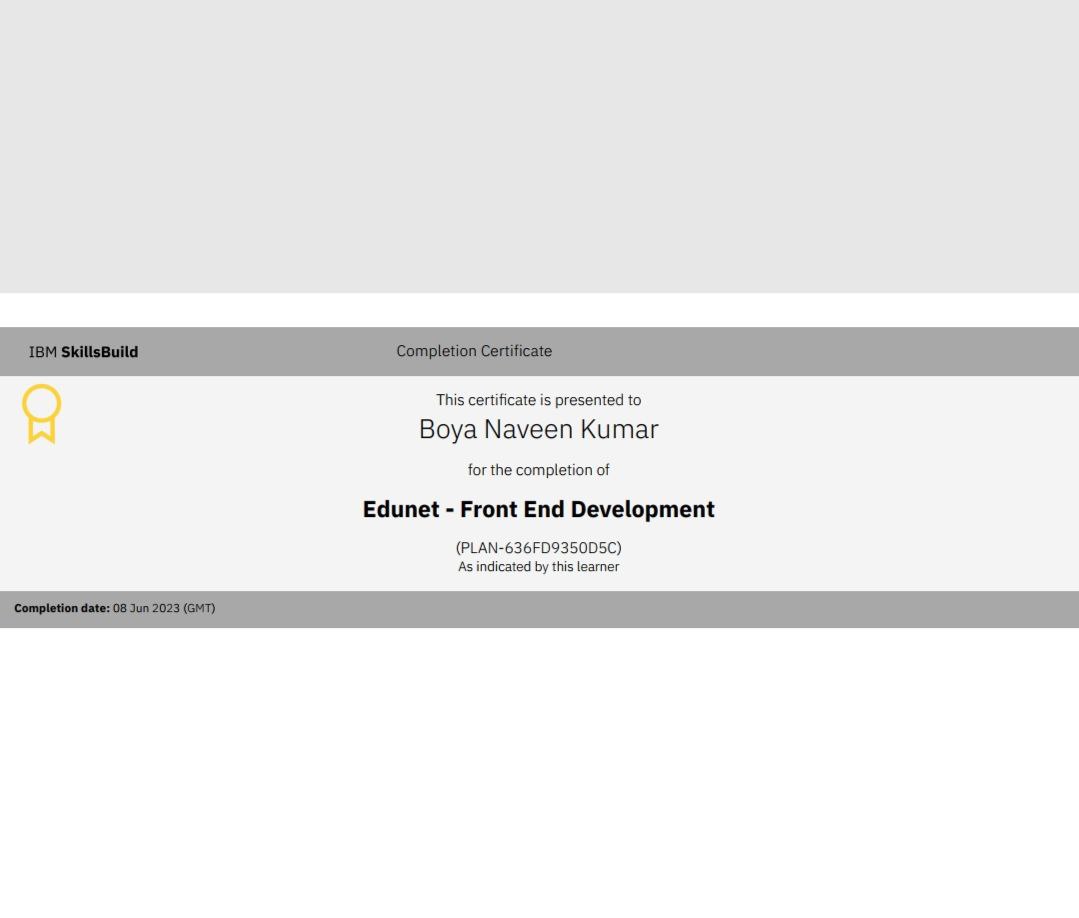 IBM SkillsBuild
Completion Certificate
This certificate is presented to
Boya Naveen Kumar
for the completion of
Edunet - Front End Development
(PLAN-636FD9350D5C)
As indicated by this learner
Completion date: 08 Jun 2023 (GMT)